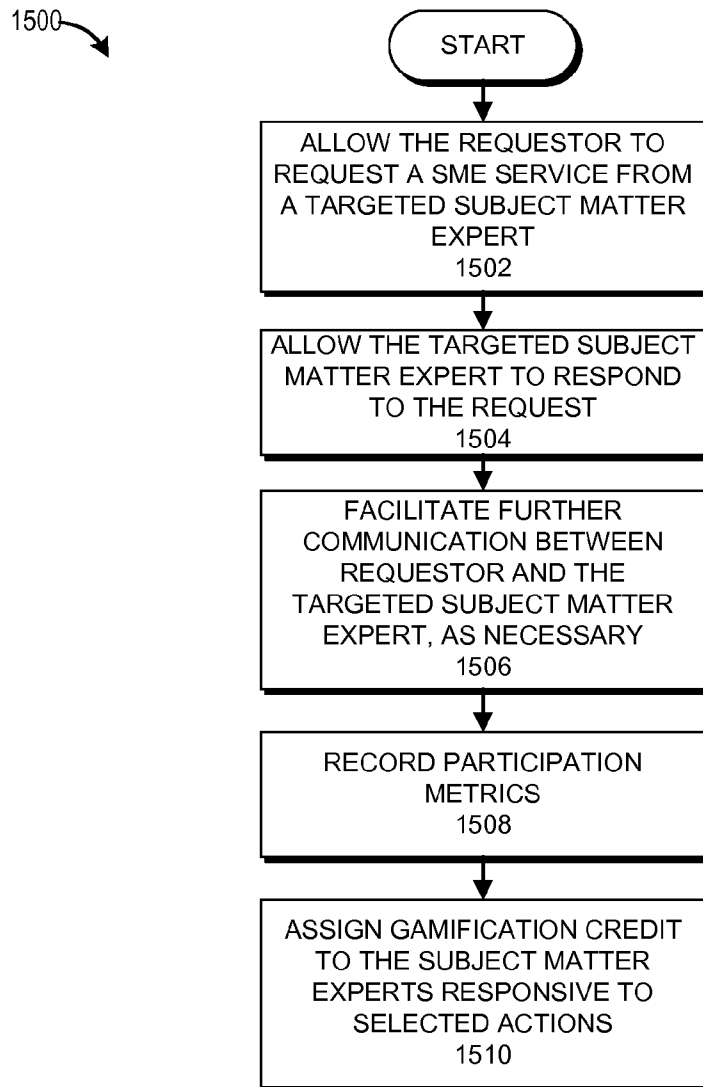 1500
START
ALLOW THE REQUESTOR TO
REQUEST A SME SERVICE FROM
A TARGETED SUBJECT MATTER
EXPERT
1502
ALLOW THE TARGETED SUBJECT
MATTER EXPERT TO RESPOND
TO THE REQUEST
1504
FACILITATE FURTHER
COMMUNICATION BETWEEN
REQUESTOR AND THE
TARGETED SUBJECT MATTER
EXPERT, AS NECESSARY
1506
RECORD PARTICIPATION
METRICS
1508
ASSIGN GAMIFICATION CREDIT
TO THE SUBJECT MATTER
EXPERTS RESPONSIVE TO
SELECTED ACTIONS
1510